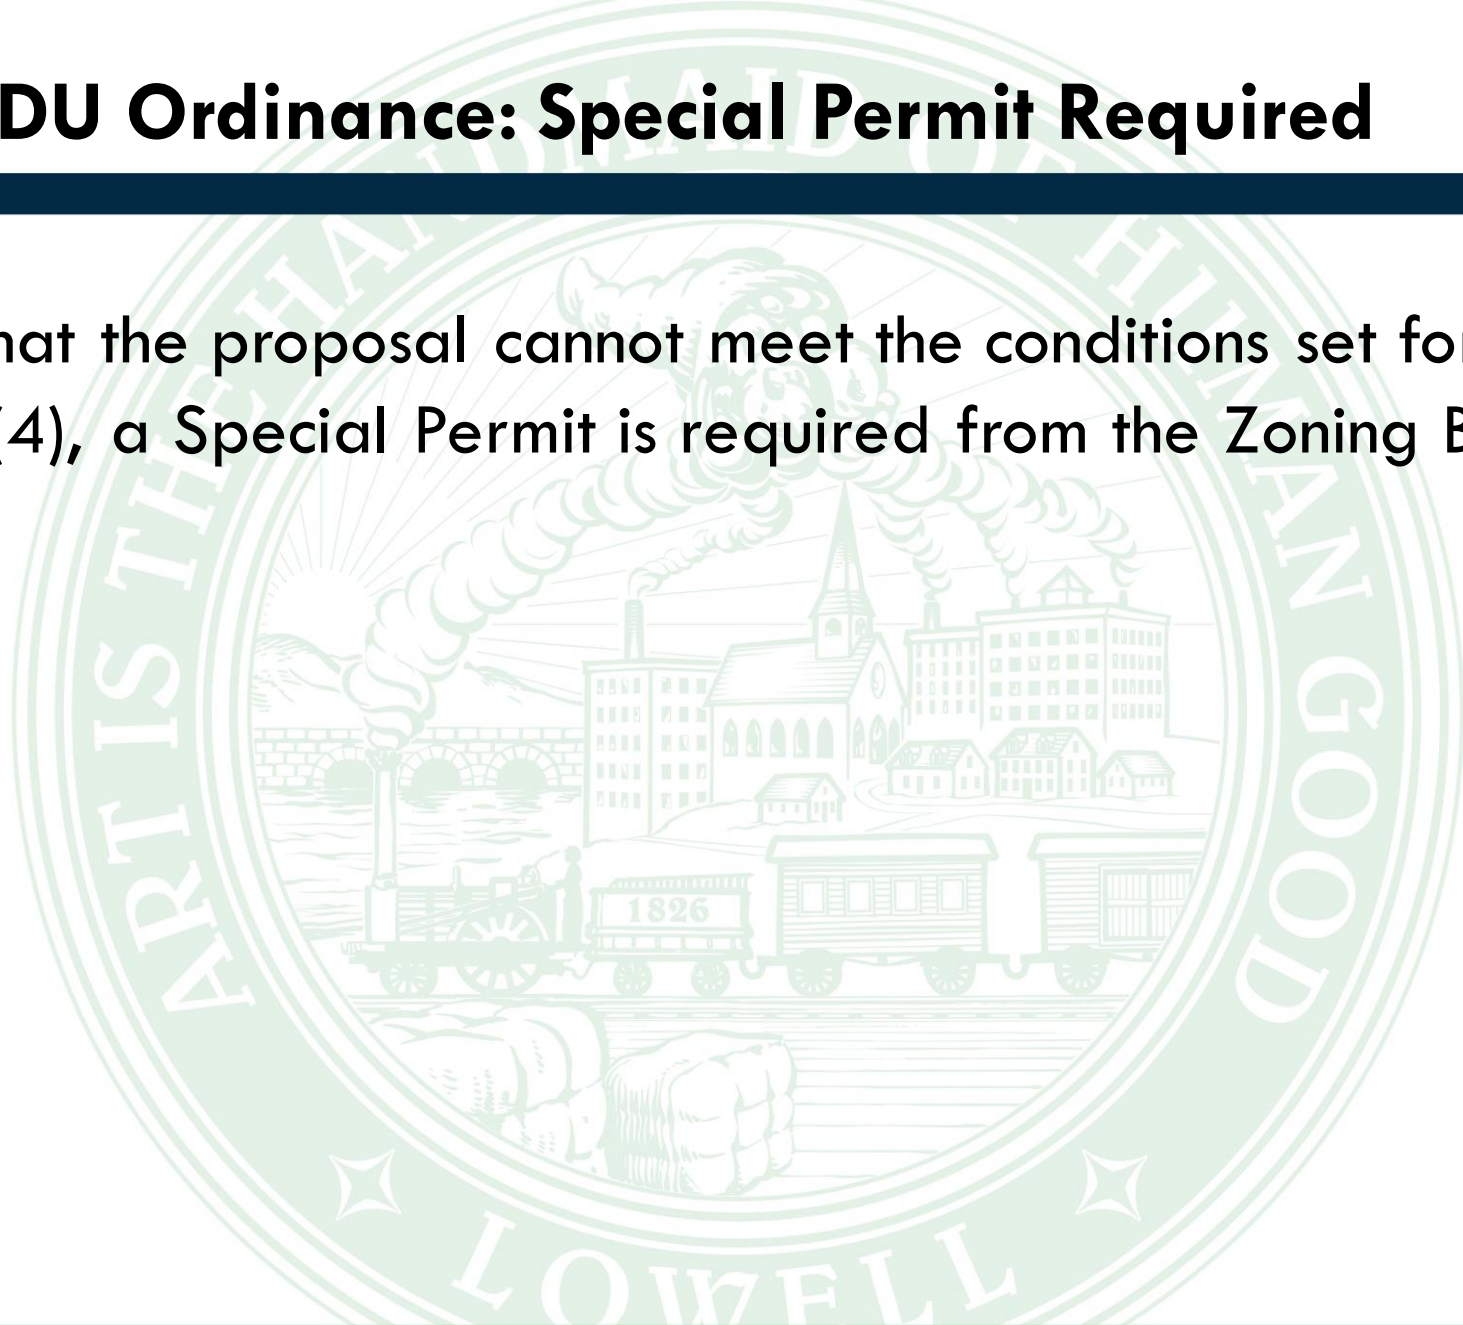 DU Ordinance: Special Permit Required
hat the proposal cannot meet the conditions set for
(4), a Special Permit is required from the Zoning B
ART IS THE HANDMAID OF HUMAN GOOD
1826
LOWELL